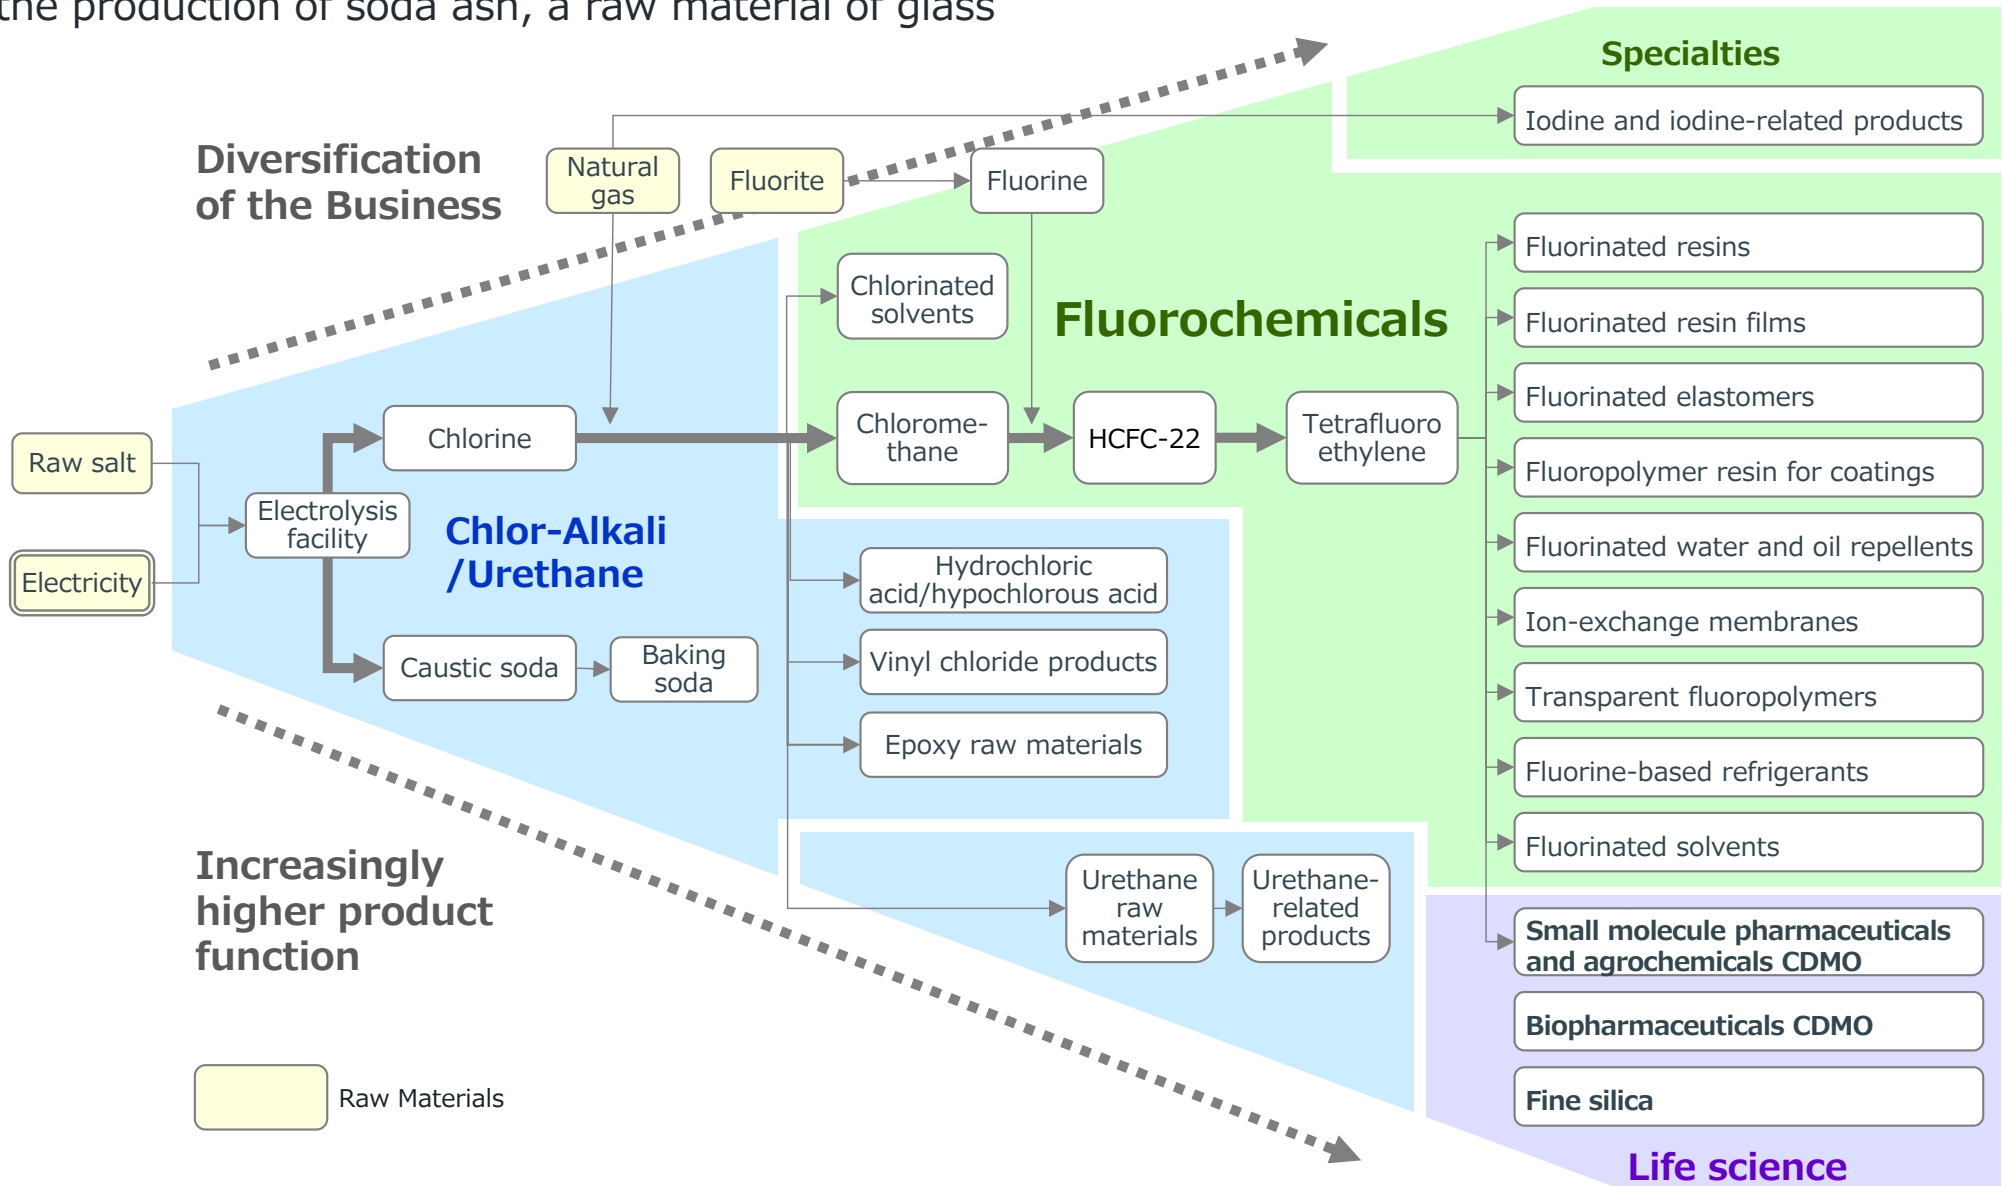 the production of soda ash, a raw material of glass
Specialties
Iodine and iodine-related products
Diversification
of the Business
Natural
gas
Fluorite
Fluorine
Chlorinated
solvents
Fluorochemicals
Fluorinated resins
Fluorinated resin films
Fluorinated elastomers
Fluoropolymer resin for coatings
Fluorinated water and oil repellents
Ion-exchange membranes
Transparent fluoropolymers
Fluorine-based refrigerants
Fluorinated solvents
Raw salt
Electricity
Electrolysis
facility
Chlorine
Chlorome-
thane
HCFC-22
Tetrafluoro
ethylene
Chlor-Alkali
/Urethane
Caustic soda
Baking
soda
Hydrochloric
acid/hypochlorous acid
Vinyl chloride products
Epoxy raw materials
Urethane
raw
materials
Urethane-
related
products
Increasingly
higher product
function
Small molecule pharmaceuticals
and agrochemicals CDMO
Biopharmaceuticals CDMO
Fine silica
Life science
Raw Materials